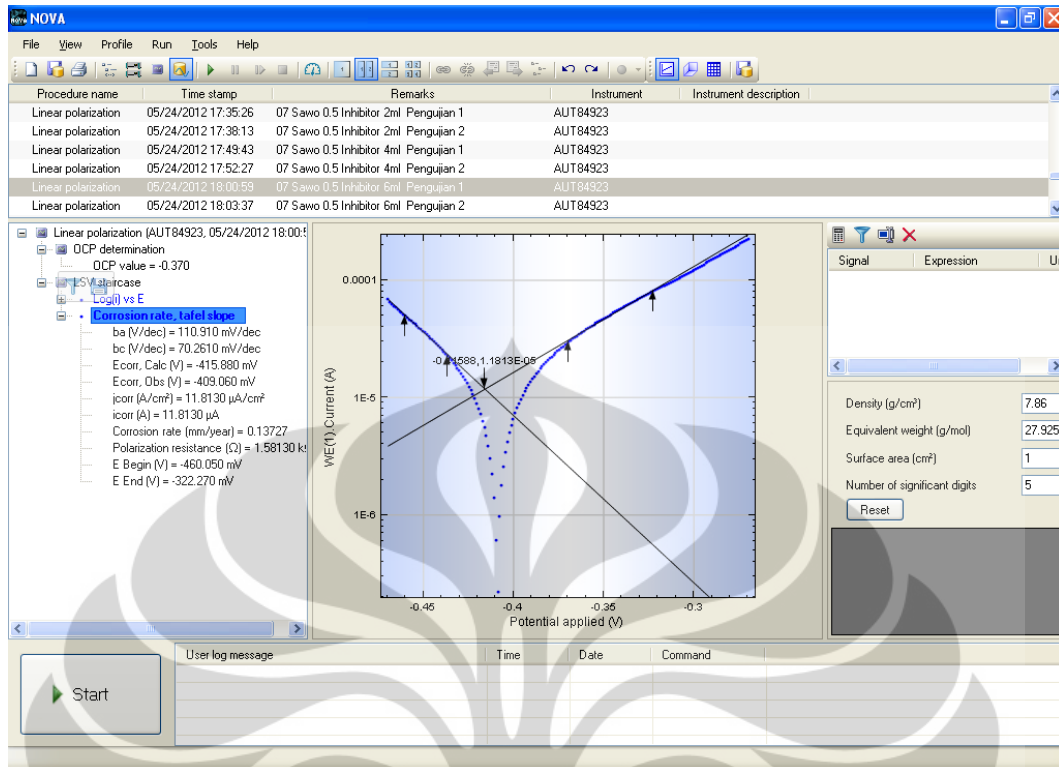 NOVA
File View Profile Run Tools Help
Procedure name Time stamp Remarks Instrument Instrument description
Linear polarization 05/24/2012 17:35:26 07 Sawo 0.5 Inhibitor 2ml Pengujian 1 AUT84923
Linear polarization 05/24/2012 17:38:13 07 Sawo 0.5 Inhibitor 2ml Pengujian 2 AUT84923
Linear polarization 05/24/2012 17:49:43 07 Sawo 0.5 Inhibitor 4ml Pengujian 1 AUT84923
Linear polarization 05/24/2012 17:52:27 07 Sawo 0.5 Inhibitor 4ml Pengujian 2 AUT84923
Linear polarization 05/24/2012 18:00:59 07 Sawo 0.5 Inhibitor 6ml Pengujian 1 AUT84923
Linear polarization 05/24/2012 18:03:37 07 Sawo 0.5 Inhibitor 6ml Pengujian 2 AUT84923
Linear polarization (AUT84923, 05/24/2012 18:00:5
OCP determination
OCP value = -0.370
LSV staircase
Log(i) vs E
Corrosion rate, tafel slope
ba (V/dec) = 110.910 mV/dec
bc (V/dec) = 70.2610 mV/dec
Ecorr, Calc (V) = -415.880 mV
Ecorr, Obs (V) = -409.060 mV
jcorr (A/cm²) = 11.8130 µA/cm²
icorr (A) = 11.8130 µA
Corrosion rate (mm/year) = 0.13727
Polarization resistance (Ω) = 1.58130 k
E Begin (V) = -460.050 mV
E End (V) = -322.270 mV
0.0001
1E-5
1E-6
WE(1).Current (A)
-0.41588,1.1813E-05
-0.45 -0.4 -0.35 -0.3
Potential applied (V)
Signal Expression U
Density (g/cm³) 7.86
Equivalent weight (g/mol) 27.925
Surface area (cm²) 1
Number of significant digits 5
Reset
Start
User log message Time Date Command